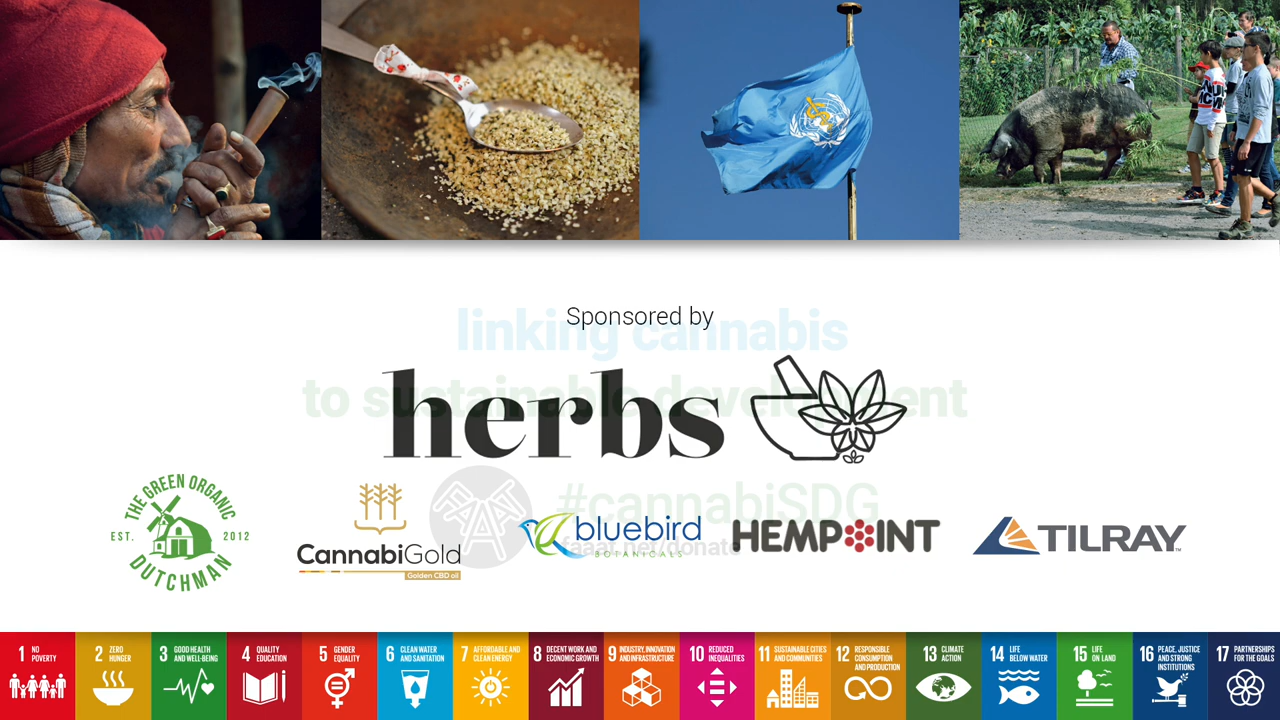 Sponsored by
linking cannabis
to sustainable development
herbs
THE GREEN ORGANIC
EST. 2012
DUTCHMAN
CannabiGold
Golden CBD oil
#cannabiSDG
bluebird
BOTANICALS
faaat.net/donate
HEMPOINT
TILRAY™
1 NO
POVERTY
2 ZERO
HUNGER
3 GOOD HEALTH
AND WELL-BEING
4 QUALITY
EDUCATION
5 GENDER
EQUALITY
6 CLEAN WATER
AND SANITATION
7 AFFORDABLE AND
CLEAN ENERGY
8 DECENT WORK AND
ECONOMIC GROWTH
9 INDUSTRY, INNOVATION
AND INFRASTRUCTURE
10 REDUCED
INEQUALITIES
11 SUSTAINABLE CITIES
AND COMMUNITIES
12 RESPONSIBLE
CONSUMPTION
AND PRODUCTION
13 CLIMATE
ACTION
14 LIFE
BELOW WATER
15 LIFE
ON LAND
16 PEACE, JUSTICE
AND STRONG
INSTITUTIONS
17 PARTNERSHIPS
FOR THE GOALS